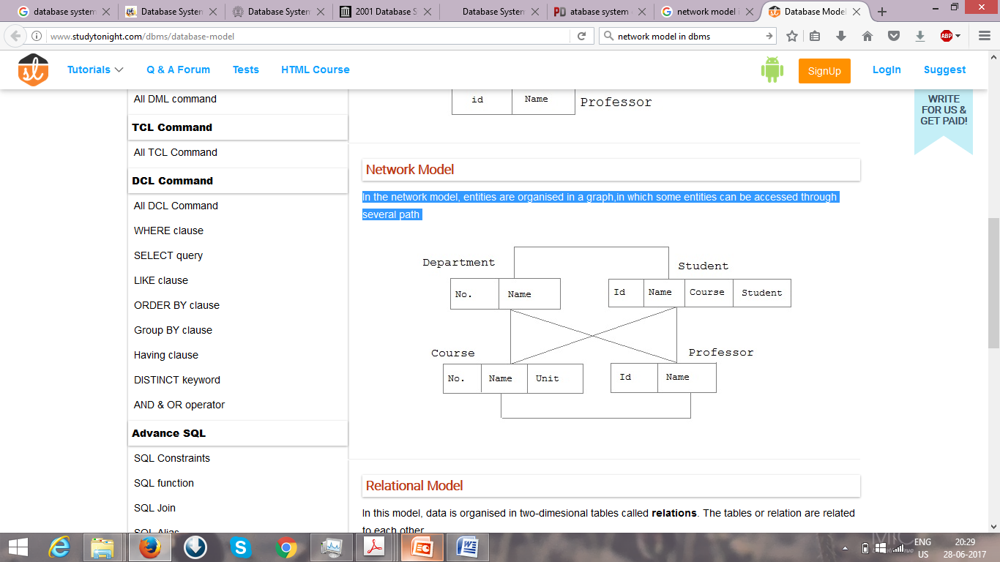 database system
Database System
Database System
2001 Database S
Database System
atabase system
network model i
Database Model
www.studytonight.com/dbms/database-model
network model in dbms
ABP
Tutorials
Q & A Forum
Tests
HTML Course
SignUp
LogIn
Suggest
All DML command
TCL Command
All TCL Command
DCL Command
All DCL Command
WHERE clause
SELECT query
LIKE clause
ORDER BY clause
Group BY clause
Having clause
DISTINCT keyword
AND & OR operator
Advance SQL
SQL Constraints
SQL function
SQL Join
SQL Alias
id Name Professor
WRITE
FOR US &
GET PAID!
Network Model
In the network model, entities are organised in a graph,in which some entities can be accessed through
several path
Department
No. Name
Student
Id Name Course Student
Course
No. Name Unit
Professor
Id Name
Relational Model
In this model, data is organised in two-dimesional tables called relations. The tables or relation are related
to each other
ENG
US
20:29
28-06-2017